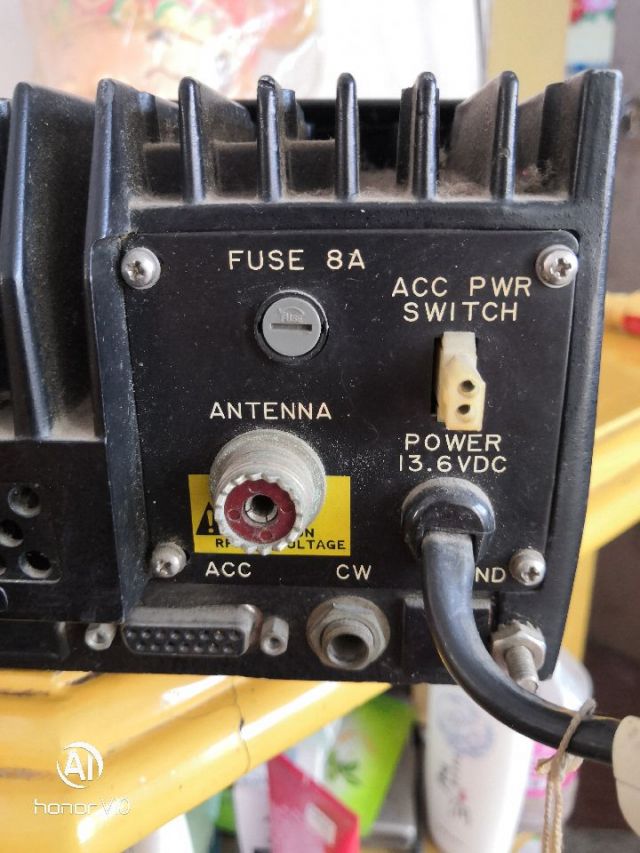 FUSE 8A
ACC PWR
SWITCH
ANTENNA
POWER
13.6VDC
ACC
CW
AI
honor V10